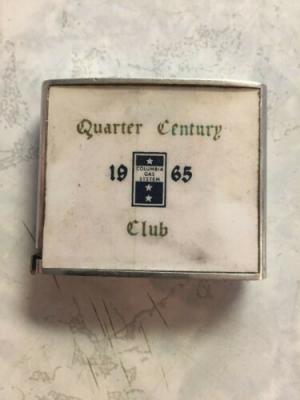 Quarter Century
19 65
COLUMBIA
GAS
SYSTEM
Club